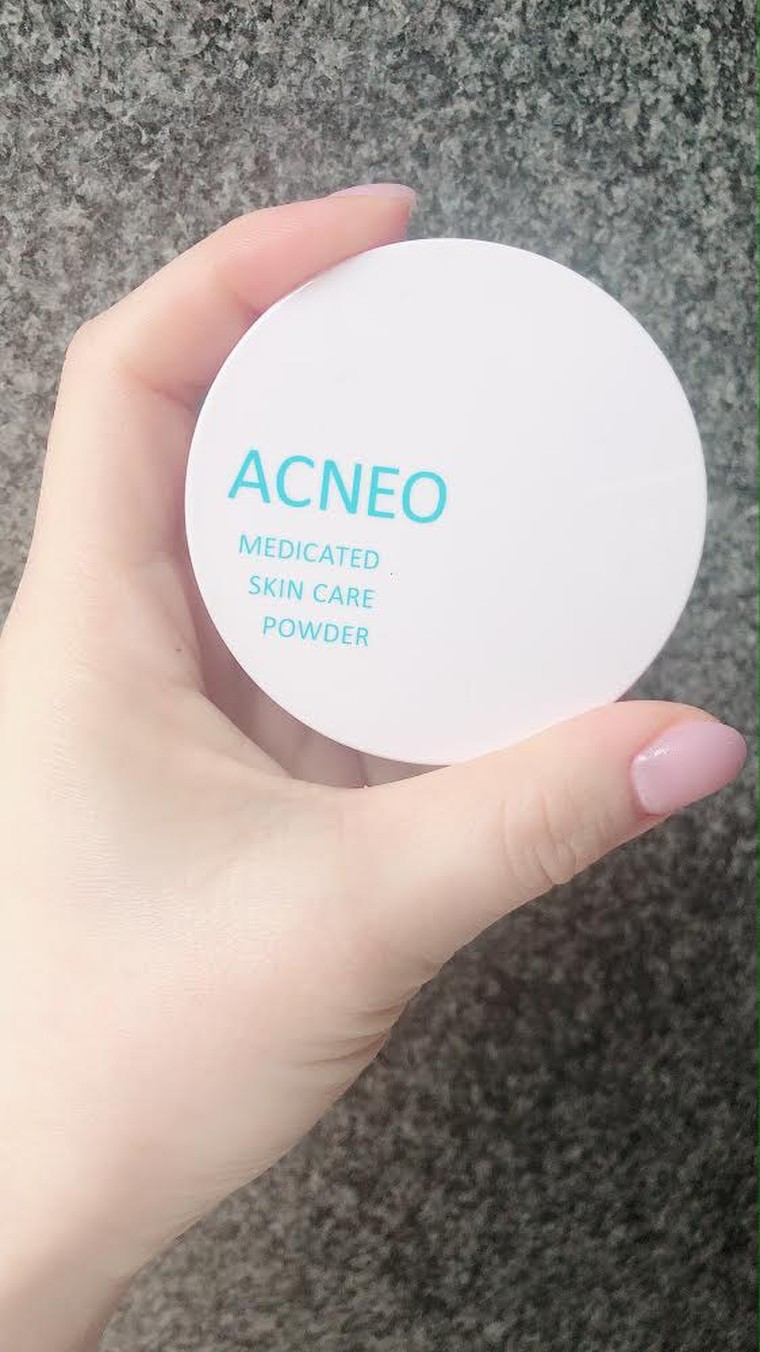 ACNEO
MEDICATED
SKIN CARE
POWDER